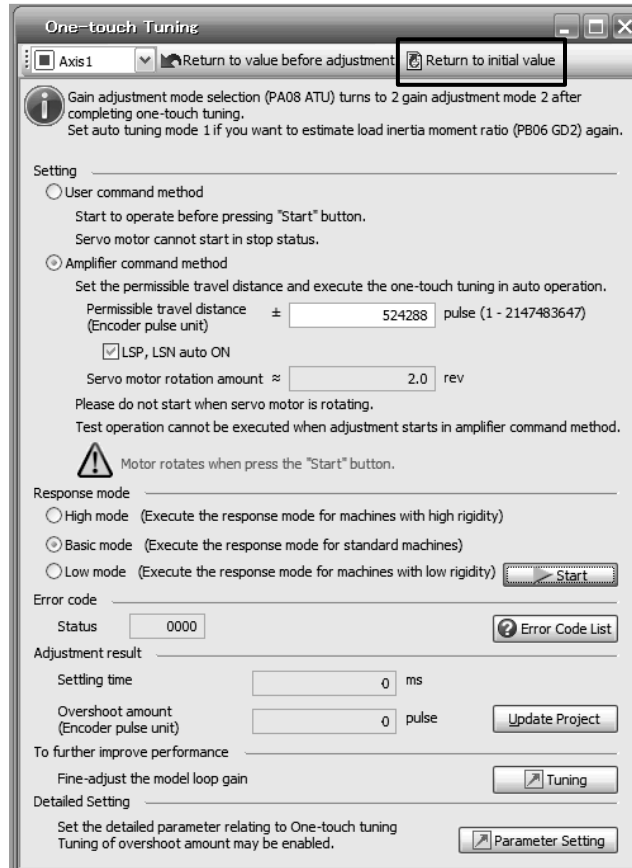 One-touch Tuning
Axis1 Return to value before adjustment Return to initial value
Gain adjustment mode selection (PA08 ATU) turns to 2 gain adjustment mode 2 after
completing one-touch tuning.
Set auto tuning mode 1 if you want to estimate load inertia moment ratio (PB06 GD2) again.
Setting
User command method
Start to operate before pressing "Start" button.
Servo motor cannot start in stop status.
Amplifier command method
Set the permissible travel distance and execute the one-touch tuning in auto operation.
Permissible travel distance
(Encoder pulse unit)
± 524288 pulse (1 - 2147483647)
LSP, LSN auto ON
Servo motor rotation amount ≈ 2.0 rev
Please do not start when servo motor is rotating.
Test operation cannot be executed when adjustment starts in amplifier command method.
Motor rotates when press the "Start" button.
Response mode
High mode (Execute the response mode for machines with high rigidity)
Basic mode (Execute the response mode for standard machines)
Low mode (Execute the response mode for machines with low rigidity) Start
Error code
Status 0000 Error Code List
Adjustment result
Settling time 0 ms
Overshoot amount
(Encoder pulse unit)
0 pulse Update Project
To further improve performance
Fine-adjust the model loop gain Tuning
Detailed Setting
Set the detailed parameter relating to One-touch tuning
Tuning of overshoot amount may be enabled.
Parameter Setting